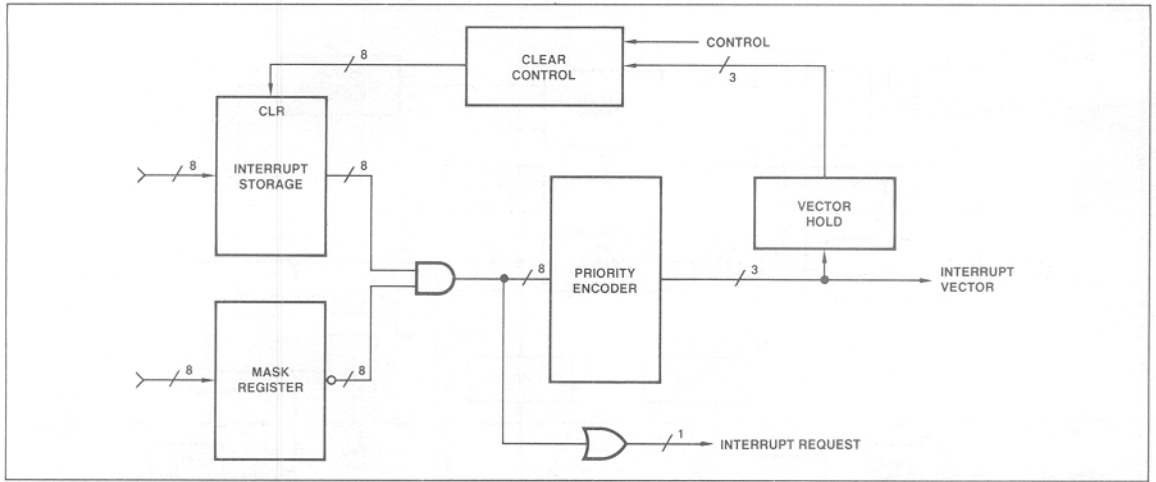 CLEAR
CONTROL
CONTROL
8
3
CLR
INTERRUPT
STORAGE
8
8
VECTOR
HOLD
PRIORITY
ENCODER
8
3
INTERRUPT
VECTOR
MASK
REGISTER
8
8
1
INTERRUPT REQUEST